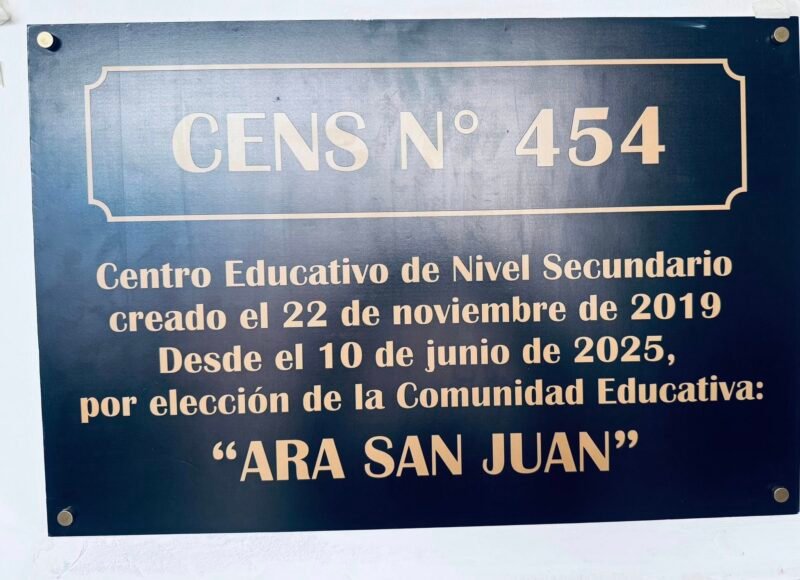 CENS N° 454
Centro Educativo de Nivel Secundario
creado el 22 de noviembre de 2019
Desde el 10 de junio de 2025,
por elección de la Comunidad Educativa:
“ARA SAN JUAN”